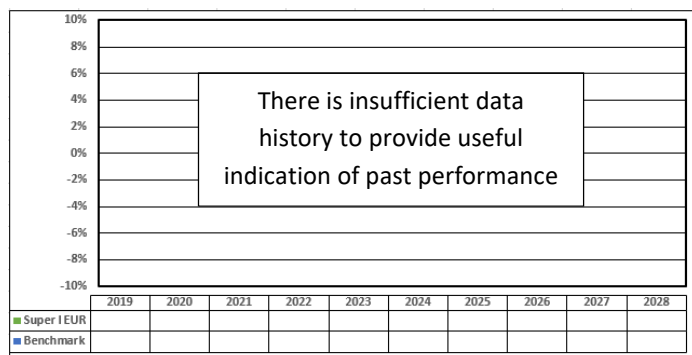 10%
8%
6%
4%
2%
0%
-2%
-4%
-6%
-8%
-10%
There is insufficient data
history to provide useful
indication of past performance
2019 2020 2021 2022 2023 2024 2025 2026 2027 2028
Super I EUR
Benchmark